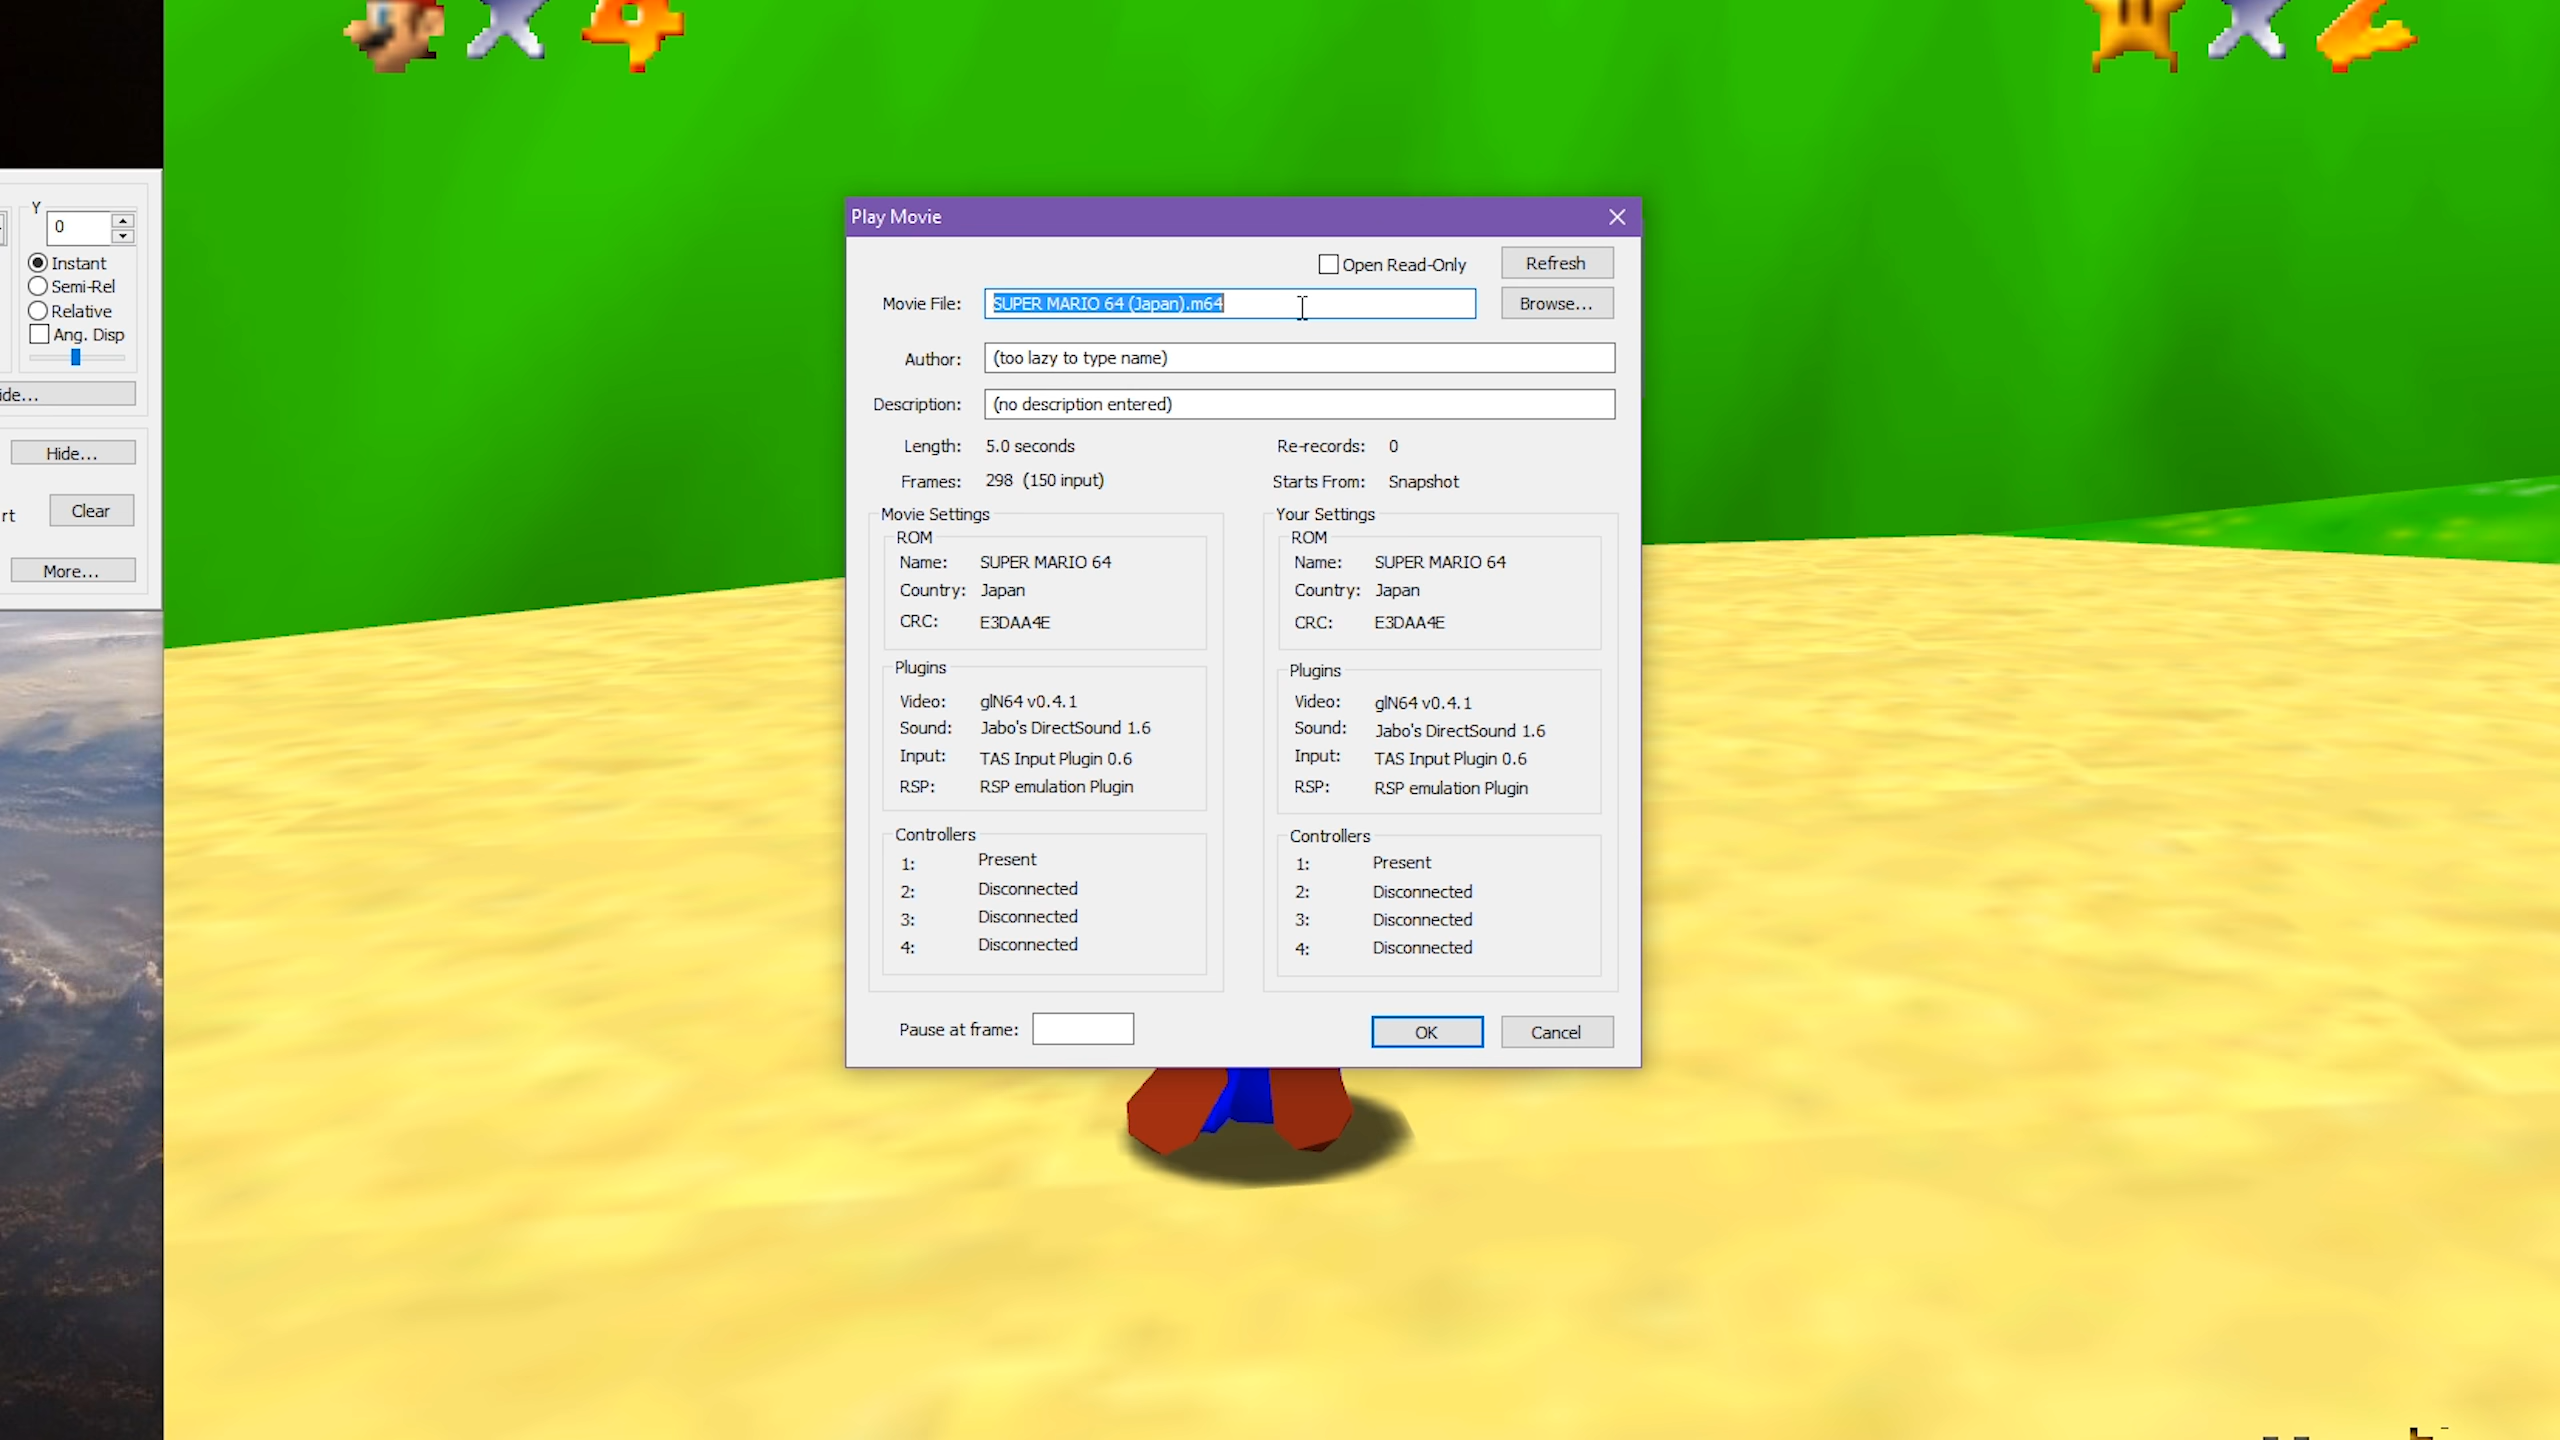 4
Play Movie
Y
0
Instant
Semi-Rel
Relative
Ang. Disp
ide...
Hide...
rt
Clear
More...
Open Read-Only
Refresh
Movie File: SUPER MARIO 64 (Japan).m64
Browse...
Author: (too lazy to type name)
Description: (no description entered)
Length: 5.0 seconds
Re-records: 0
Frames: 298 (150 input)
Starts From: Snapshot
Movie Settings
ROM
Name: SUPER MARIO 64
Country: Japan
CRC: E3DAA4E
Plugins
Video: glN64 v0.4.1
Sound: Jabo's DirectSound 1.6
Input: TAS Input Plugin 0.6
RSP: RSP emulation Plugin
Controllers
1: Present
2: Disconnected
3: Disconnected
4: Disconnected
Your Settings
ROM
Name: SUPER MARIO 64
Country: Japan
CRC: E3DAA4E
Plugins
Video: glN64 v0.4.1
Sound: Jabo's DirectSound 1.6
Input: TAS Input Plugin 0.6
RSP: RSP emulation Plugin
Controllers
1: Present
2: Disconnected
3: Disconnected
4: Disconnected
Pause at frame:
OK
Cancel